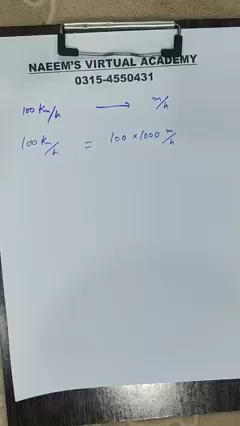 NAEEM'S VIRTUAL ACADEMY
0315-4550431
100 Km/h → m/h
100 Km/h = 100 × 1000 m/h